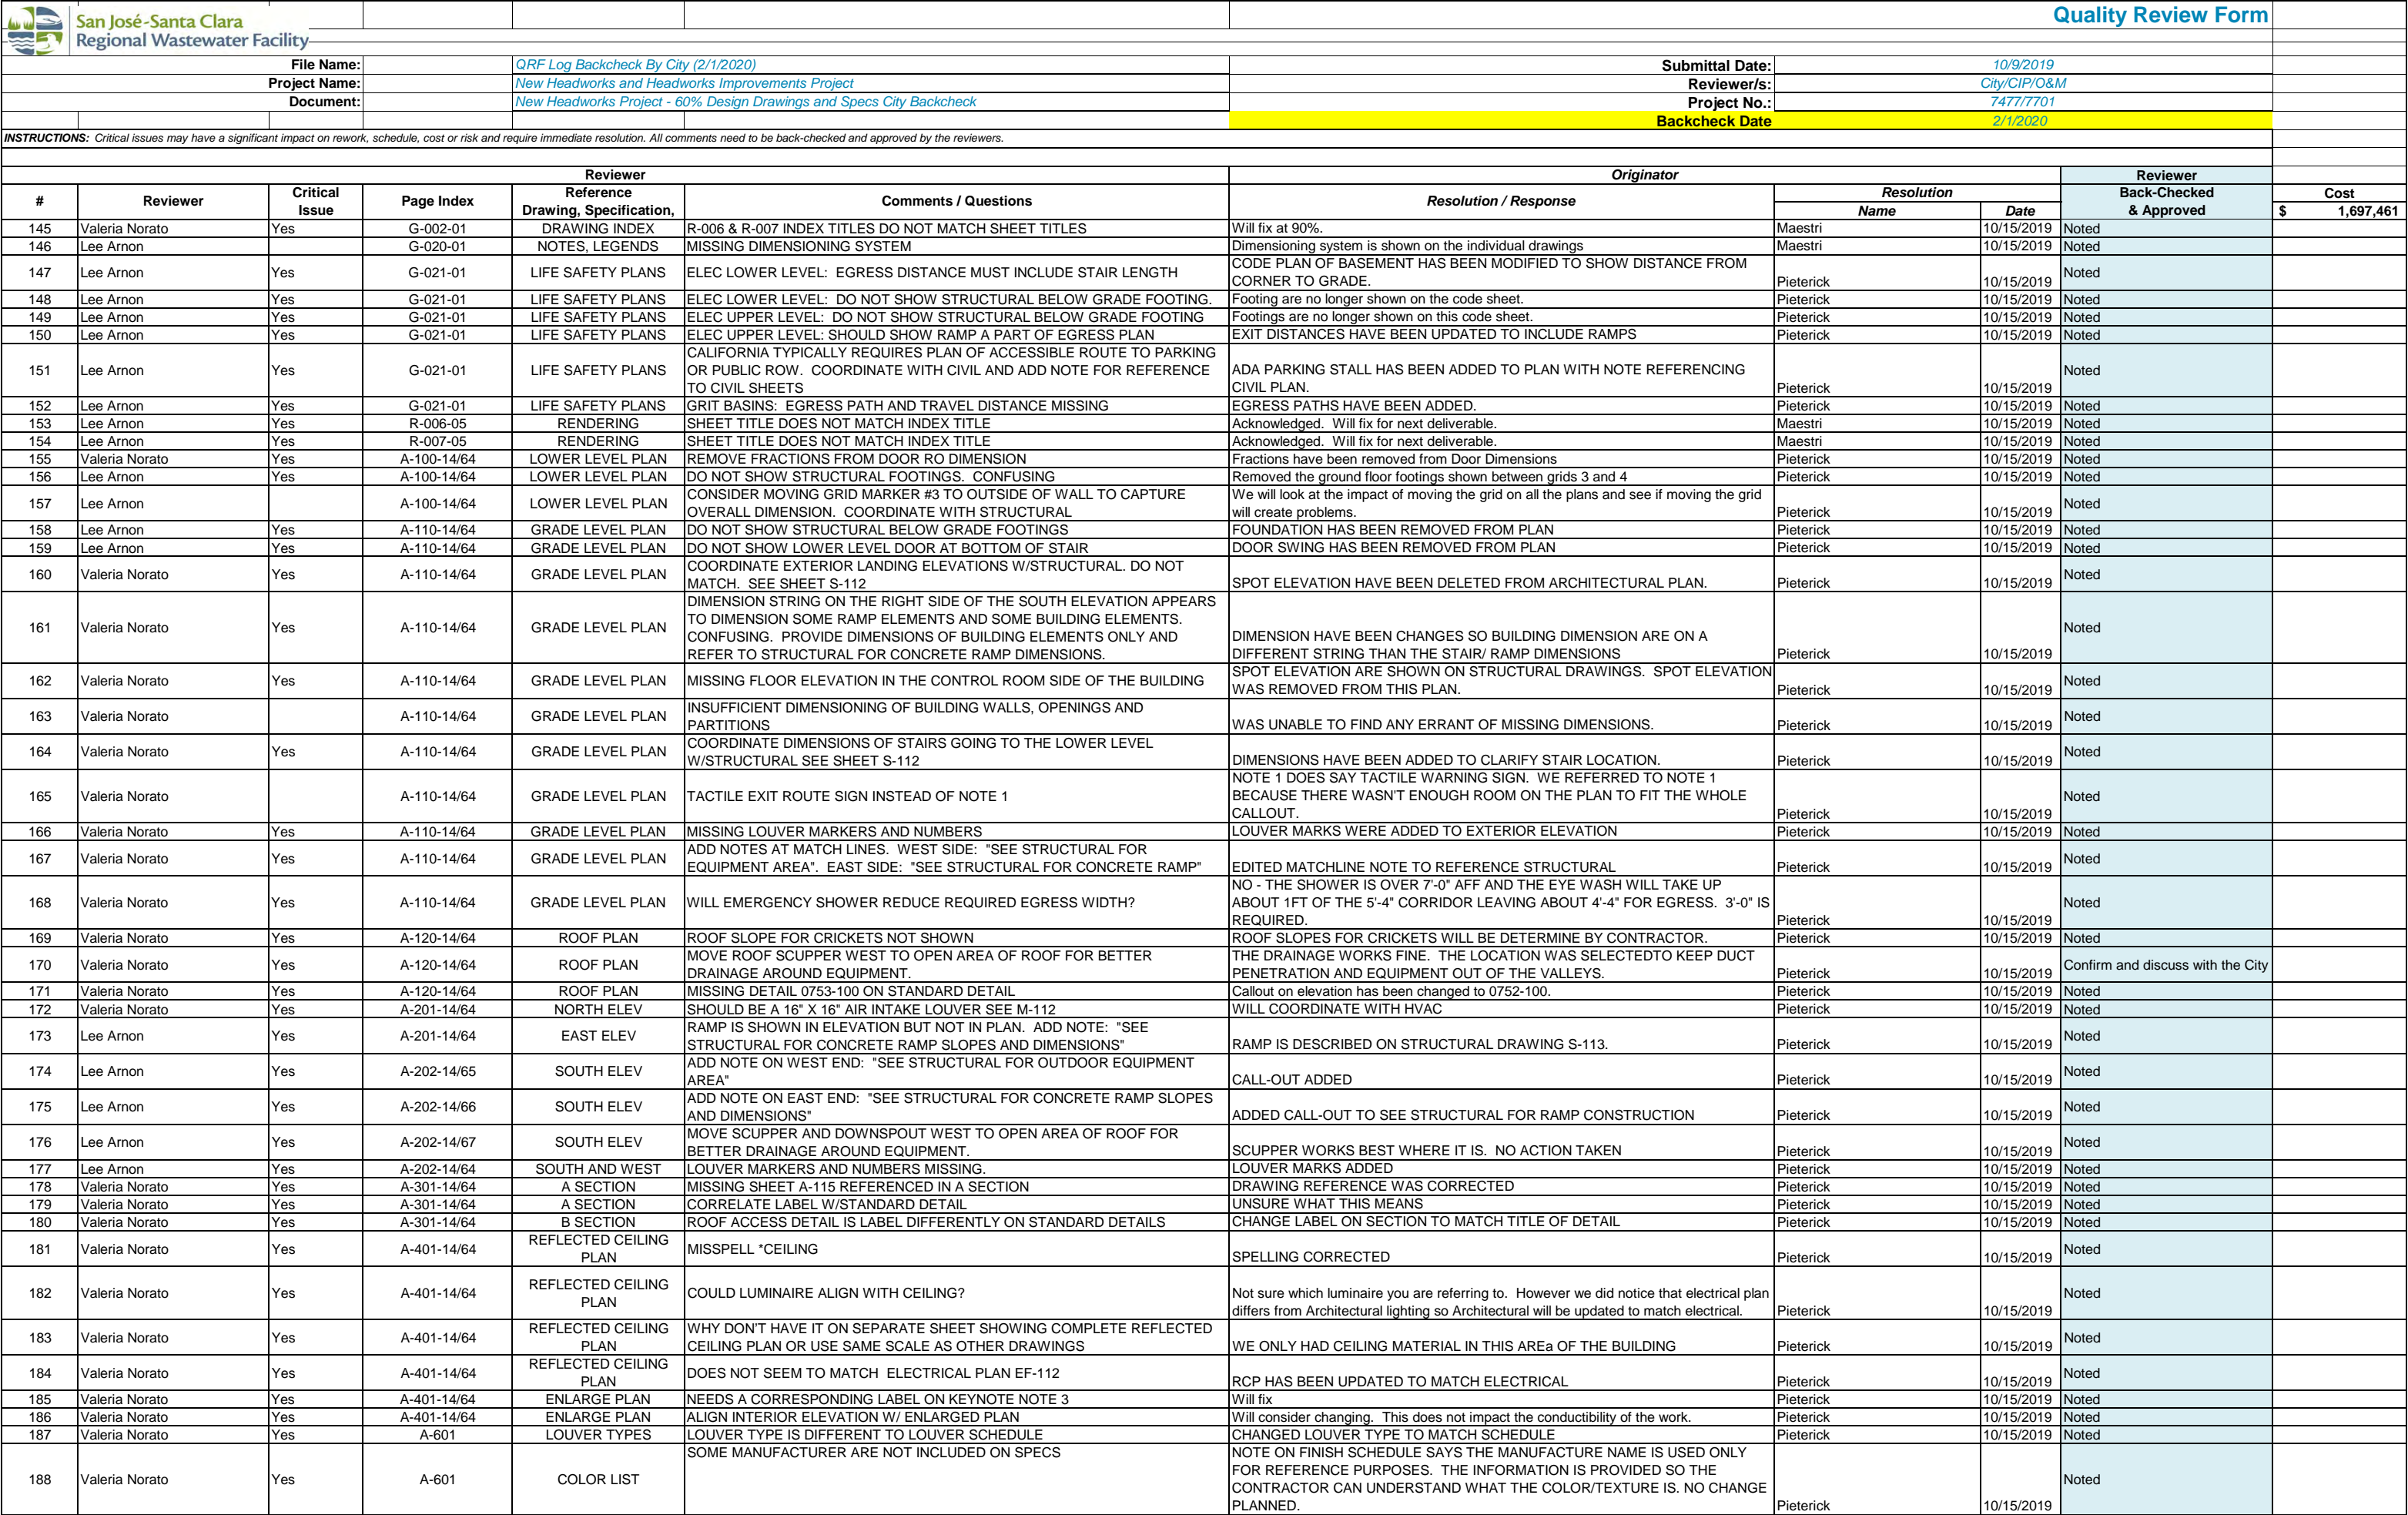 San José-Santa Clara
Regional Wastewater Facility
Quality Review Form
File Name: QRF Log Backcheck By City (2/1/2020) Submittal Date: 10/9/2019
Project Name: New Headworks and Headworks Improvements Project Reviewer/s: City/CIP/O&M
Document: New Headworks Project - 60% Design Drawings and Specs City Backcheck Project No.: 7477/7701
Backcheck Date 2/1/2020
INSTRUCTIONS: Critical issues may have a significant impact on rework, schedule, cost or risk and require immediate resolution. All comments need to be back-checked and approved by the reviewers.
Reviewer Originator Reviewer
# Reviewer Critical Issue Page Index Reference Drawing, Specification, Comments / Questions Resolution / Response Resolution Name Date Back-Checked & Approved Cost
$ 1,697,461
145 Valeria Norato Yes G-002-01 DRAWING INDEX R-006 & R-007 INDEX TITLES DO NOT MATCH SHEET TITLES Will fix at 90%. Maestri 10/15/2019 Noted
146 Lee Arnon G-020-01 NOTES, LEGENDS MISSING DIMENSIONING SYSTEM Dimensioning system is shown on the individual drawings Maestri 10/15/2019 Noted
147 Lee Arnon Yes G-021-01 LIFE SAFETY PLANS ELEC LOWER LEVEL: EGRESS DISTANCE MUST INCLUDE STAIR LENGTH CODE PLAN OF BASEMENT HAS BEEN MODIFIED TO SHOW DISTANCE FROM
CORNER TO GRADE. Pieterick 10/15/2019 Noted
148 Lee Arnon Yes G-021-01 LIFE SAFETY PLANS ELEC LOWER LEVEL: DO NOT SHOW STRUCTURAL BELOW GRADE FOOTING. Footing are no longer shown on the code sheet. Pieterick 10/15/2019 Noted
149 Lee Arnon Yes G-021-01 LIFE SAFETY PLANS ELEC UPPER LEVEL: DO NOT SHOW STRUCTURAL BELOW GRADE FOOTING Footings are no longer shown on this code sheet. Pieterick 10/15/2019 Noted
150 Lee Arnon Yes G-021-01 LIFE SAFETY PLANS ELEC UPPER LEVEL: SHOULD SHOW RAMP A PART OF EGRESS PLAN EXIT DISTANCES HAVE BEEN UPDATED TO INCLUDE RAMPS Pieterick 10/15/2019 Noted
151 Lee Arnon Yes G-021-01 LIFE SAFETY PLANS CALIFORNIA TYPICALLY REQUIRES PLAN OF ACCESSIBLE ROUTE TO PARKING
OR PUBLIC ROW. COORDINATE WITH CIVIL AND ADD NOTE FOR REFERENCE
TO CIVIL SHEETS ADA PARKING STALL HAS BEEN ADDED TO PLAN WITH NOTE REFERENCING
CIVIL PLAN. Pieterick 10/15/2019 Noted
152 Lee Arnon Yes G-021-01 LIFE SAFETY PLANS GRIT BASINS: EGRESS PATH AND TRAVEL DISTANCE MISSING EGRESS PATHS HAVE BEEN ADDED. Pieterick 10/15/2019 Noted
153 Lee Arnon Yes R-006-05 RENDERING SHEET TITLE DOES NOT MATCH INDEX TITLE Acknowledged. Will fix for next deliverable. Maestri 10/15/2019 Noted
154 Lee Arnon Yes R-007-05 RENDERING SHEET TITLE DOES NOT MATCH INDEX TITLE Acknowledged. Will fix for next deliverable. Maestri 10/15/2019 Noted
155 Valeria Norato Yes A-100-14/64 LOWER LEVEL PLAN REMOVE FRACTIONS FROM DOOR RO DIMENSION Fractions have been removed from Door Dimensions Pieterick 10/15/2019 Noted
156 Lee Arnon Yes A-100-14/64 LOWER LEVEL PLAN DO NOT SHOW STRUCTURAL FOOTINGS. CONFUSING Removed the ground floor footings shown between grids 3 and 4 Pieterick 10/15/2019 Noted
157 Lee Arnon A-100-14/64 LOWER LEVEL PLAN CONSIDER MOVING GRID MARKER #3 TO OUTSIDE OF WALL TO CAPTURE
OVERALL DIMENSION. COORDINATE WITH STRUCTURAL We will look at the impact of moving the grid on all the plans and see if moving the grid
will create problems. Pieterick 10/15/2019 Noted
158 Lee Arnon Yes A-110-14/64 GRADE LEVEL PLAN DO NOT SHOW STRUCTURAL BELOW GRADE FOOTINGS FOUNDATION HAS BEEN REMOVED FROM PLAN Pieterick 10/15/2019 Noted
159 Lee Arnon Yes A-110-14/64 GRADE LEVEL PLAN DO NOT SHOW LOWER LEVEL DOOR AT BOTTOM OF STAIR DOOR SWING HAS BEEN REMOVED FROM PLAN Pieterick 10/15/2019 Noted
160 Valeria Norato Yes A-110-14/64 GRADE LEVEL PLAN COORDINATE EXTERIOR LANDING ELEVATIONS W/STRUCTURAL. DO NOT
MATCH. SEE SHEET S-112 SPOT ELEVATION HAVE BEEN DELETED FROM ARCHITECTURAL PLAN. Pieterick 10/15/2019 Noted
161 Valeria Norato Yes A-110-14/64 GRADE LEVEL PLAN DIMENSION STRING ON THE RIGHT SIDE OF THE SOUTH ELEVATION APPEARS
TO DIMENSION SOME RAMP ELEMENTS AND SOME BUILDING ELEMENTS.
CONFUSING. PROVIDE DIMENSIONS OF BUILDING ELEMENTS ONLY AND
REFER TO STRUCTURAL FOR CONCRETE RAMP DIMENSIONS. DIMENSION HAVE BEEN CHANGES SO BUILDING DIMENSION ARE ON A
DIFFERENT STRING THAN THE STAIR/ RAMP DIMENSIONS Pieterick 10/15/2019 Noted
162 Valeria Norato Yes A-110-14/64 GRADE LEVEL PLAN MISSING FLOOR ELEVATION IN THE CONTROL ROOM SIDE OF THE BUILDING SPOT ELEVATION ARE SHOWN ON STRUCTURAL DRAWINGS. SPOT ELEVATION
WAS REMOVED FROM THIS PLAN. Pieterick 10/15/2019 Noted
163 Valeria Norato A-110-14/64 GRADE LEVEL PLAN INSUFFICIENT DIMENSIONING OF BUILDING WALLS, OPENINGS AND
PARTITIONS WAS UNABLE TO FIND ANY ERRANT OF MISSING DIMENSIONS. Pieterick 10/15/2019 Noted
164 Valeria Norato Yes A-110-14/64 GRADE LEVEL PLAN COORDINATE DIMENSIONS OF STAIRS GOING TO THE LOWER LEVEL
W/STRUCTURAL SEE SHEET S-112 DIMENSIONS HAVE BEEN ADDED TO CLARIFY STAIR LOCATION. Pieterick 10/15/2019 Noted
165 Valeria Norato A-110-14/64 GRADE LEVEL PLAN TACTILE EXIT ROUTE SIGN INSTEAD OF NOTE 1 NOTE 1 DOES SAY TACTILE WARNING SIGN. WE REFERRED TO NOTE 1
BECAUSE THERE WASN'T ENOUGH ROOM ON THE PLAN TO FIT THE WHOLE
CALLOUT. Pieterick 10/15/2019 Noted
166 Valeria Norato Yes A-110-14/64 GRADE LEVEL PLAN MISSING LOUVER MARKERS AND NUMBERS LOUVER MARKS WERE ADDED TO EXTERIOR ELEVATION Pieterick 10/15/2019 Noted
167 Valeria Norato Yes A-110-14/64 GRADE LEVEL PLAN ADD NOTES AT MATCH LINES. WEST SIDE: "SEE STRUCTURAL FOR
EQUIPMENT AREA". EAST SIDE: "SEE STRUCTURAL FOR CONCRETE RAMP" EDITED MATCHLINE NOTE TO REFERENCE STRUCTURAL Pieterick 10/15/2019 Noted
168 Valeria Norato Yes A-110-14/64 GRADE LEVEL PLAN WILL EMERGENCY SHOWER REDUCE REQUIRED EGRESS WIDTH? NO - THE SHOWER IS OVER 7'-0" AFF AND THE EYE WASH WILL TAKE UP
ABOUT 1FT OF THE 5'-4" CORRIDOR LEAVING ABOUT 4'-4" FOR EGRESS. 3'-0" IS
REQUIRED. Pieterick 10/15/2019 Noted
169 Valeria Norato Yes A-120-14/64 ROOF PLAN ROOF SLOPE FOR CRICKETS NOT SHOWN ROOF SLOPES FOR CRICKETS WILL BE DETERMINE BY CONTRACTOR. Pieterick 10/15/2019 Noted
170 Valeria Norato Yes A-120-14/64 ROOF PLAN MOVE ROOF SCUPPER WEST TO OPEN AREA OF ROOF FOR BETTER
DRAINAGE AROUND EQUIPMENT. THE DRAINAGE WORKS FINE. THE LOCATION WAS SELECTEDTO KEEP DUCT
PENETRATION AND EQUIPMENT OUT OF THE VALLEYS. Pieterick 10/15/2019 Confirm and discuss with the City
171 Valeria Norato Yes A-120-14/64 ROOF PLAN MISSING DETAIL 0753-100 ON STANDARD DETAIL Callout on elevation has been changed to 0752-100. Pieterick 10/15/2019 Noted
172 Valeria Norato Yes A-201-14/64 NORTH ELEV SHOULD BE A 16" X 16" AIR INTAKE LOUVER SEE M-112 WILL COORDINATE WITH HVAC Pieterick 10/15/2019 Noted
173 Lee Arnon Yes A-201-14/64 EAST ELEV RAMP IS SHOWN IN ELEVATION BUT NOT IN PLAN. ADD NOTE: "SEE
STRUCTURAL FOR CONCRETE RAMP SLOPES AND DIMENSIONS" RAMP IS DESCRIBED ON STRUCTURAL DRAWING S-113. Pieterick 10/15/2019 Noted
174 Lee Arnon Yes A-202-14/65 SOUTH ELEV ADD NOTE ON WEST END: "SEE STRUCTURAL FOR OUTDOOR EQUIPMENT
AREA" CALL-OUT ADDED Pieterick 10/15/2019 Noted
175 Lee Arnon Yes A-202-14/66 SOUTH ELEV ADD NOTE ON EAST END: "SEE STRUCTURAL FOR CONCRETE RAMP SLOPES
AND DIMENSIONS" ADDED CALL-OUT TO SEE STRUCTURAL FOR RAMP CONSTRUCTION Pieterick 10/15/2019 Noted
176 Lee Arnon Yes A-202-14/67 SOUTH ELEV MOVE SCUPPER AND DOWNSPOUT WEST TO OPEN AREA OF ROOF FOR
BETTER DRAINAGE AROUND EQUIPMENT. SCUPPER WORKS BEST WHERE IT IS. NO ACTION TAKEN Pieterick 10/15/2019 Noted
177 Lee Arnon Yes A-202-14/64 SOUTH AND WEST LOUVER MARKERS AND NUMBERS MISSING. LOUVER MARKS ADDED Pieterick 10/15/2019 Noted
178 Valeria Norato Yes A-301-14/64 A SECTION MISSING SHEET A-115 REFERENCED IN A SECTION DRAWING REFERENCE WAS CORRECTED Pieterick 10/15/2019 Noted
179 Valeria Norato Yes A-301-14/64 A SECTION CORRELATE LABEL W/STANDARD DETAIL UNSURE WHAT THIS MEANS Pieterick 10/15/2019 Noted
180 Valeria Norato Yes A-301-14/64 B SECTION ROOF ACCESS DETAIL IS LABEL DIFFERENTLY ON STANDARD DETAILS CHANGE LABEL ON SECTION TO MATCH TITLE OF DETAIL Pieterick 10/15/2019 Noted
181 Valeria Norato Yes A-401-14/64 REFLECTED CEILING
PLAN MISSPELL *CEILING SPELLING CORRECTED Pieterick 10/15/2019 Noted
182 Valeria Norato Yes A-401-14/64 REFLECTED CEILING
PLAN COULD LUMINAIRE ALIGN WITH CEILING? Not sure which luminaire you are referring to. However we did notice that electrical plan
differs from Architectural lighting so Architectural will be updated to match electrical. Pieterick 10/15/2019 Noted
183 Valeria Norato Yes A-401-14/64 REFLECTED CEILING
PLAN WHY DON'T HAVE IT ON SEPARATE SHEET SHOWING COMPLETE REFLECTED
CEILING PLAN OR USE SAME SCALE AS OTHER DRAWINGS WE ONLY HAD CEILING MATERIAL IN THIS AREa OF THE BUILDING Pieterick 10/15/2019 Noted
184 Valeria Norato Yes A-401-14/64 REFLECTED CEILING
PLAN DOES NOT SEEM TO MATCH ELECTRICAL PLAN EF-112 RCP HAS BEEN UPDATED TO MATCH ELECTRICAL Pieterick 10/15/2019 Noted
185 Valeria Norato Yes A-401-14/64 ENLARGE PLAN NEEDS A CORRESPONDING LABEL ON KEYNOTE NOTE 3 Will fix Pieterick 10/15/2019 Noted
186 Valeria Norato Yes A-401-14/64 ENLARGE PLAN ALIGN INTERIOR ELEVATION W/ ENLARGED PLAN Will consider changing. This does not impact the conductibility of the work. Pieterick 10/15/2019 Noted
187 Valeria Norato Yes A-601 LOUVER TYPES LOUVER TYPE IS DIFFERENT TO LOUVER SCHEDULE CHANGED LOUVER TYPE TO MATCH SCHEDULE Pieterick 10/15/2019 Noted
188 Valeria Norato Yes A-601 COLOR LIST SOME MANUFACTURER ARE NOT INCLUDED ON SPECS NOTE ON FINISH SCHEDULE SAYS THE MANUFACTURE NAME IS USED ONLY
FOR REFERENCE PURPOSES. THE INFORMATION IS PROVIDED SO THE
CONTRACTOR CAN UNDERSTAND WHAT THE COLOR/TEXTURE IS. NO CHANGE
PLANNED. Pieterick 10/15/2019 Noted